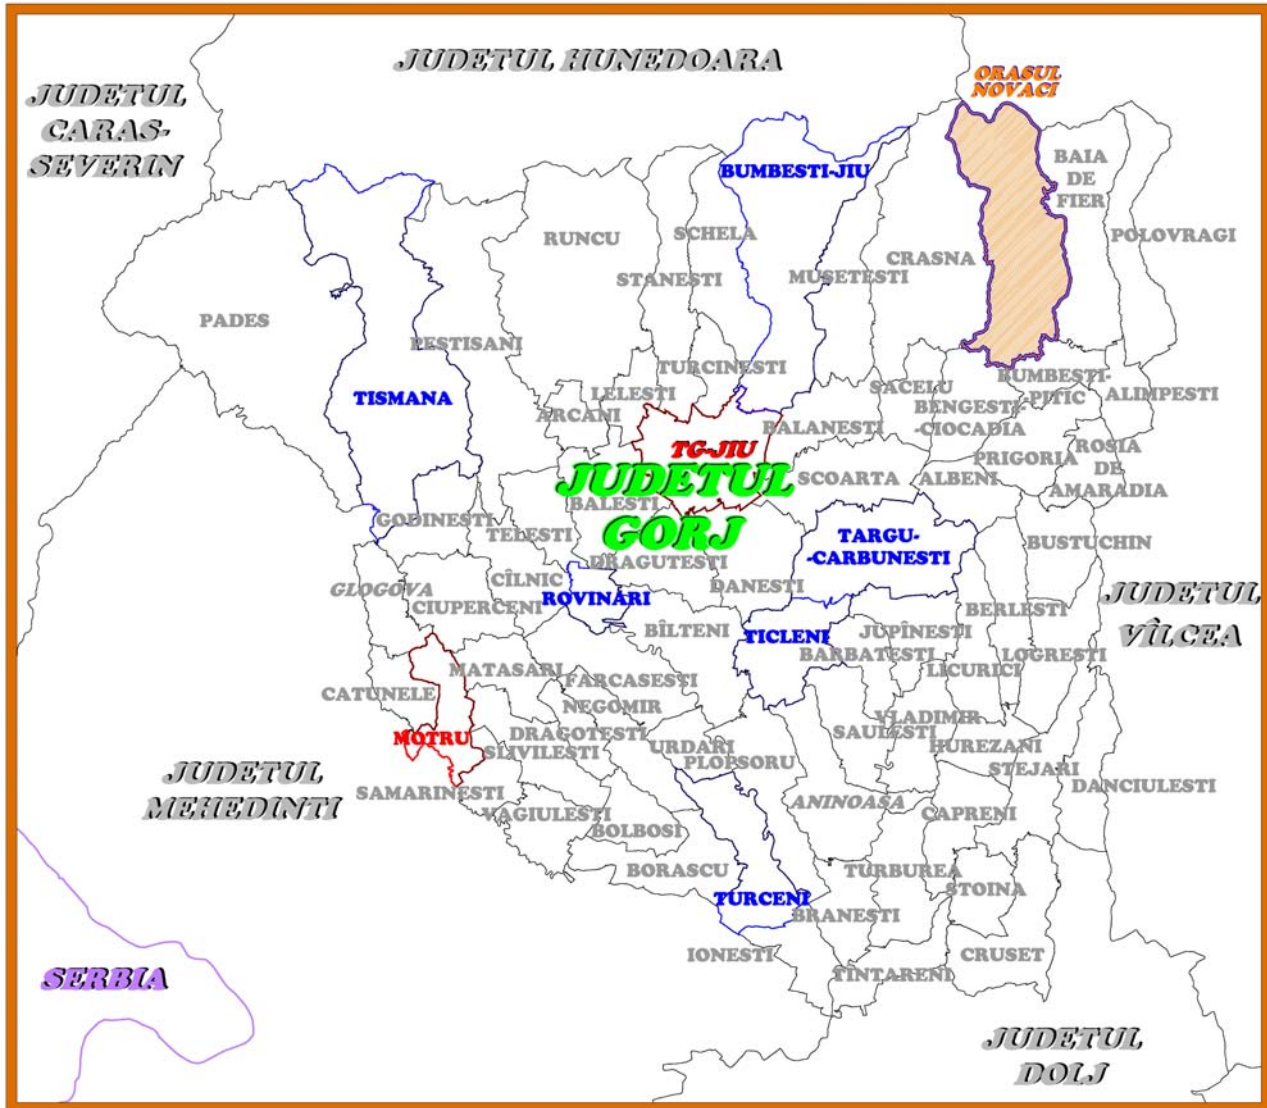 JUDETUL HUNEDOARA
ORASUL
NOVACI
JUDETUL
CARAS-
SEVERIN
BUMBESTI-JIU
BAIA
DE
FIER
RUNCU
SCHELA
POLOVRAGI
CRASNA
STANESTI
MUSETESTI
PADES
PESTISANI
TURCINESTI
TISMANA
LELESTI
SACELU
BUMBESTI-
PITIC
ALIMPESTI
ARCANI
BENGESTI-
-CIOCADIA
BALANESTI
TG-JIU
PRIGORIA
ROSIA
DE
AMARADIA
JUDETUL
GORJ
SCOARTA
ALBENI
BALESTI
GODINESTI
TELESTI
TARGU-
-CARBUNESTI
BUSTUCHIN
DRAGUTESTI
DANESTI
GLOGOVA
CÎLNIC
ROVINARI
CIUPERCENI
JUDETUL
VÎLCEA
BERLESTI
BÎLTENI
TICLENI
JUPÎNESTI
BARBATESTI
LOGRESTI
LICURICI
MATASARI
FARCASESTI
CATUNELE
NEGOMIR
VLADIMIR
SAULESTI
MOTRU
DRAGOTESTI
SLIVILESTI
URDARI
PLOPSORU
HUREZANI
STEJARI
JUDETUL
MEHEDINTI
SAMARINESTI
DANCIULESTI
ANINOASA
VAGIULESTI
CAPRENI
BOLBOSI
BORASCU
TURBUREA
STOINA
TURCENI
BRANESTI
IONESTI
CRUSET
TÎNTARENI
SERBIA
JUDETUL
DOLJ